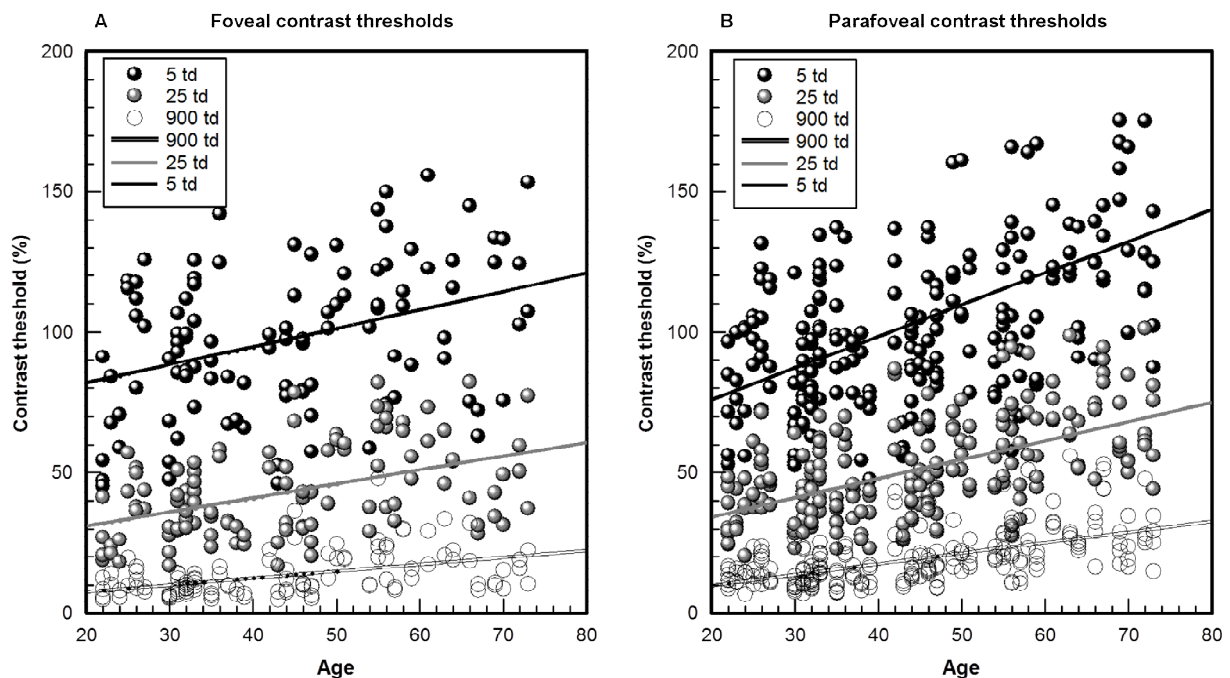 A
Foveal contrast thresholds
200
150
100
50
0
Contrast theshold (%)
5 td
25 td
900 td
900 td
25 td
5 td
20 30 40 50 60 70 80
Age
B
Parafoveal contrast thresholds
200
150
100
50
0
Contrast theshold (%)
5 td
25 td
900 td
900 td
25 td
5 td
20 30 40 50 60 70 80
Age